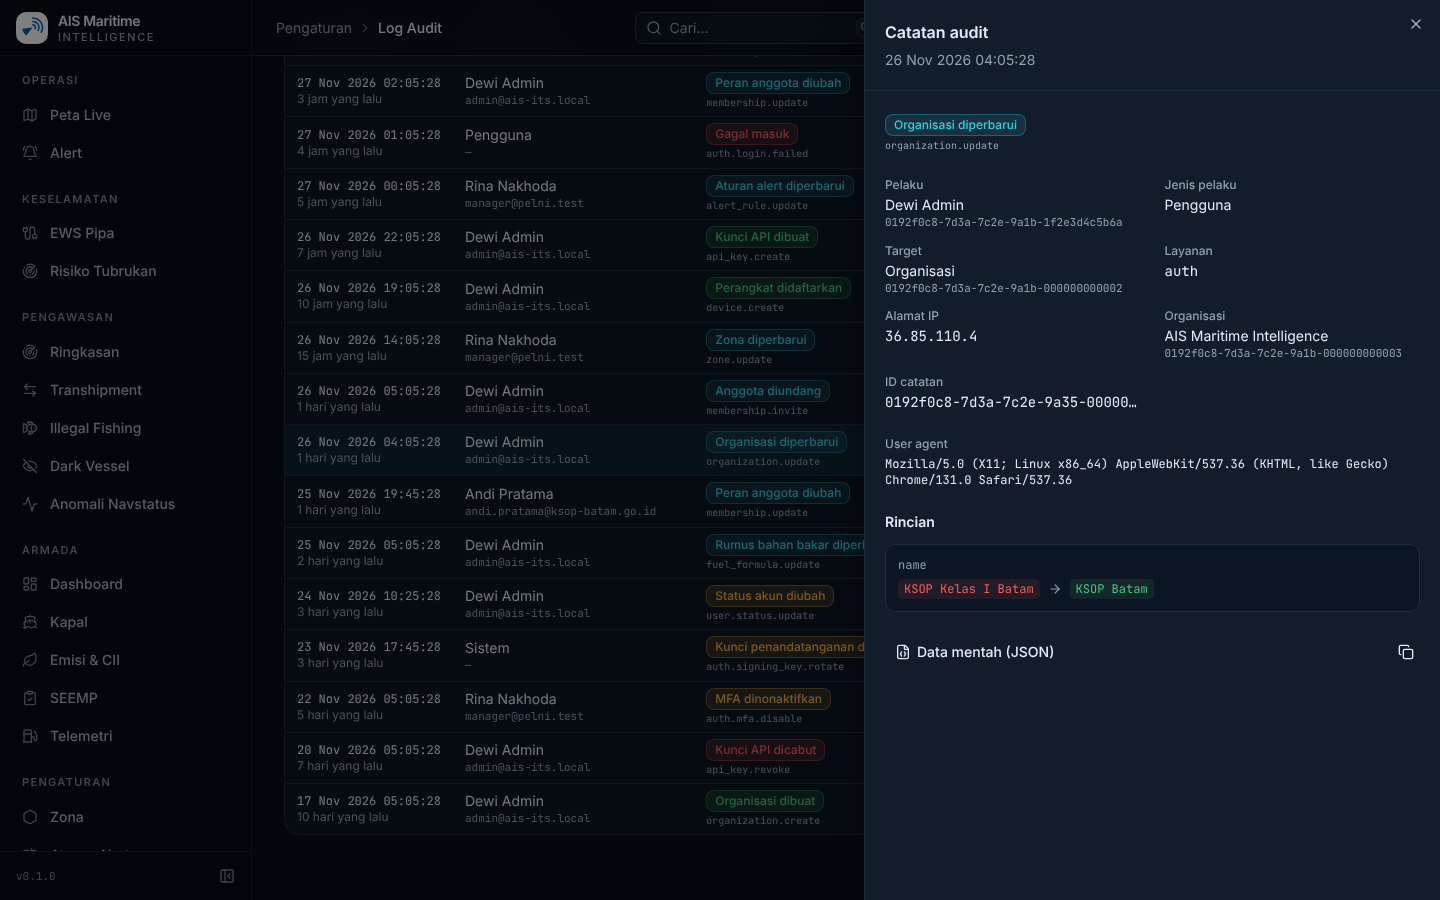 AIS Maritime
INTELLIGENCE
OPERASI
Peta Live
Alert
KESELAMATAN
EWS Pipa
Risiko Tubrukan
PENGAWASAN
Ringkasan
Transhipment
Illegal Fishing
Dark Vessel
Anomali Navstatus
ARMADA
Dashboard
Kapal
Emisi & CII
SEEMP
Telemetri
PENGATURAN
Zona
v0.1.0
Pengaturan > Log Audit
Cari...
27 Nov 2026 02:05:28 Dewi Admin Peran anggota diubah
3 jam yang lalu admin@ais-its.local membership.update
27 Nov 2026 01:05:28 Pengguna Gagal masuk
4 jam yang lalu — auth.login.failed
27 Nov 2026 00:05:28 Rina Nakhoda Aturan alert diperbarui
5 jam yang lalu manager@pelni.test alert_rule.update
26 Nov 2026 22:05:28 Dewi Admin Kunci API dibuat
7 jam yang lalu admin@ais-its.local api_key.create
26 Nov 2026 19:05:28 Dewi Admin Perangkat didaftarkan
10 jam yang lalu admin@ais-its.local device.create
26 Nov 2026 14:05:28 Rina Nakhoda Zona diperbarui
15 jam yang lalu manager@pelni.test zone.update
26 Nov 2026 05:05:28 Dewi Admin Anggota diundang
1 hari yang lalu admin@ais-its.local membership.invite
26 Nov 2026 04:05:28 Dewi Admin Organisasi diperbarui
1 hari yang lalu admin@ais-its.local organization.update
25 Nov 2026 19:45:28 Andi Pratama Peran anggota diubah
1 hari yang lalu andi.pratama@ksop-batam.go.id membership.update
25 Nov 2026 05:05:28 Dewi Admin Rumus bahan bakar
2 hari yang lalu admin@ais-its.local fuel_formula.update
24 Nov 2026 10:25:28 Dewi Admin Status akun diubah
3 hari yang lalu admin@ais-its.local user.status.update
23 Nov 2026 17:45:28 Sistem Kunci penandatanganan
3 hari yang lalu — auth.signing_key.rotate
22 Nov 2026 05:05:28 Rina Nakhoda MFA dinonaktifkan
5 hari yang lalu manager@pelni.test auth.mfa.disable
20 Nov 2026 05:05:28 Dewi Admin Kunci API dicabut
7 hari yang lalu admin@ais-its.local api_key.revoke
17 Nov 2026 05:05:28 Dewi Admin Organisasi dibuat
10 hari yang lalu admin@ais-its.local organization.create
Catatan audit
26 Nov 2026 04:05:28
Organisasi diperbarui
organization.update
Pelaku Jenis pelaku
Dewi Admin Pengguna
0192f0c8-7d3a-7c2e-9a1b-1f2e3d4c5b6a
Target Layanan
Organisasi auth
0192f0c8-7d3a-7c2e-9a1b-000000000002
Alamat IP Organisasi
36.85.110.4 AIS Maritime Intelligence
0192f0c8-7d3a-7c2e-9a1b-000000000003
ID catatan
0192f0c8-7d3a-7c2e-9a35-00000…
User agent
Mozilla/5.0 (X11; Linux x86_64) AppleWebKit/537.36 (KHTML, like Gecko)
Chrome/131.0 Safari/537.36
Rincian
name
KSOP Kelas I Batam → KSOP Batam
Data mentah (JSON)